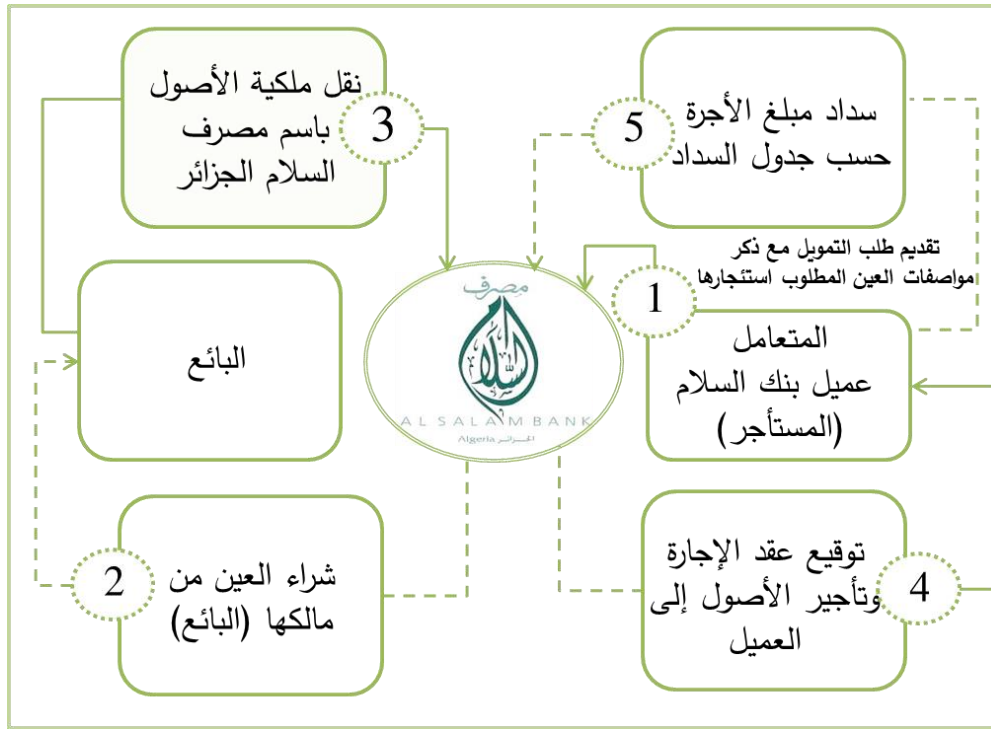 نقل ملكية الأصول
باسم مصرف
السلام الجزائر
3
سداد مبلغ الأجرة
حسب جدول السداد
5
تقديم طلب التمويل مع ذكر
مواصفات العين المطلوب استئجارها
1
المتعامل
عميل بنك السلام
(المستأجر)
البائع
مصرف
السلام
AL SALAM BANK
Algeria الجزائر
2
شراء العين من
مالكها (البائع)
توقيع عقد الإجارة
وتأجير الأصول إلى
العميل
4